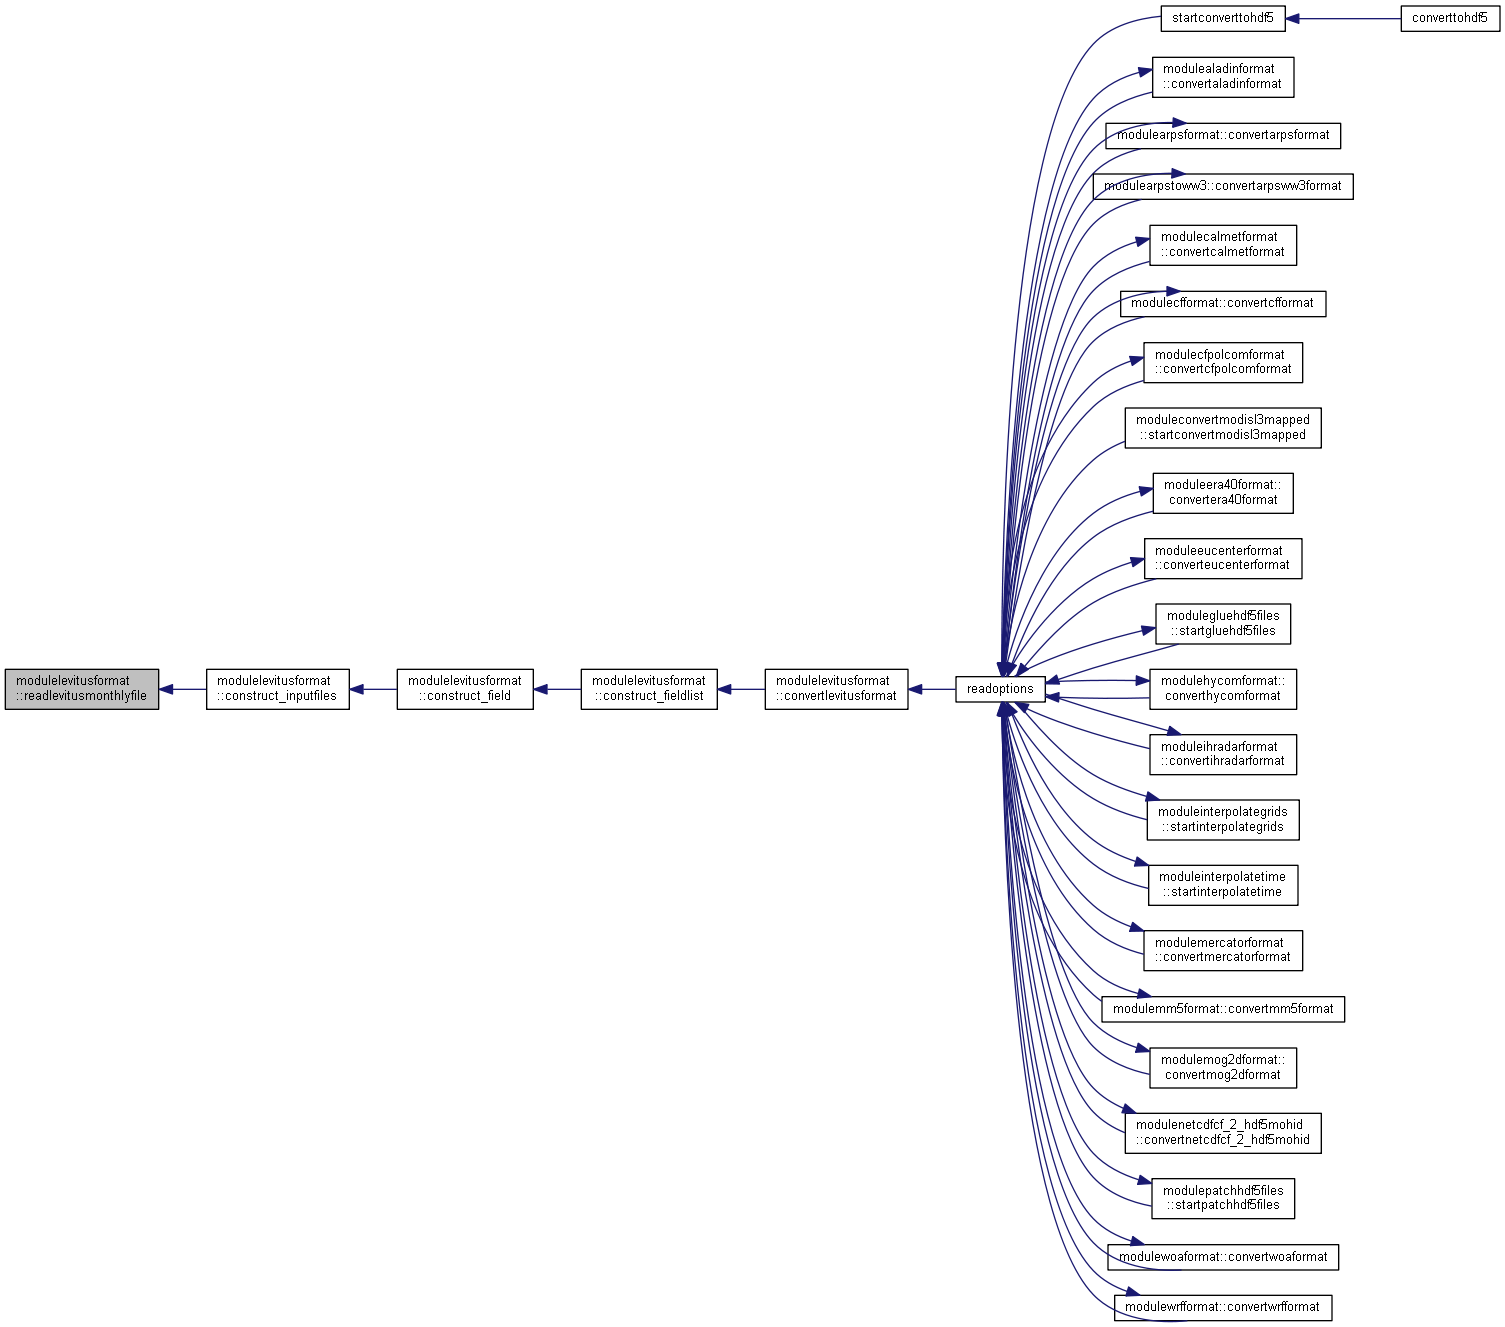 startconverttohdf5
converttohdf5
modulealadinformat
::convertaladinformat
modulearpsformat::convertarpsformat
modulearpstoww3::convertarpsww3format
modulecalmetformat
::convertcalmetformat
modulecfformat::convertcfformat
modulecfpolcomformat
::convertcfpolcomformat
moduleconvertmodisl3mapped
::startconvertmodisl3mapped
moduleera40format::
convertera40format
moduleeucenterformat
::converteucenterformat
modulegluehdf5files
::startgluehdf5files
modulelevitusformat
::readlevitusmonthlyfile
modulelevitusformat
::construct_inputfiles
modulelevitusformat
::construct_field
modulelevitusformat
::construct_fieldlist
modulelevitusformat
::convertlevitusformat
readoptions
modulehycomformat::
converthycomformat
moduleihradarformat
::convertihradarformat
moduleinterpolategrids
::startinterpolategrids
moduleinterpolatetime
::startinterpolatetime
modulemercatorformat
::convertmercatorformat
modulemm5format::convertmm5format
modulemog2dformat::
convertmog2dformat
modulenetcdfcf_2_hdf5mohid
::convertnetcdfcf_2_hdf5mohid
modulepatchhdf5files
::startpatchhdf5files
modulewoaformat::convertwoaformat
modulewrfformat::convertwrfformat